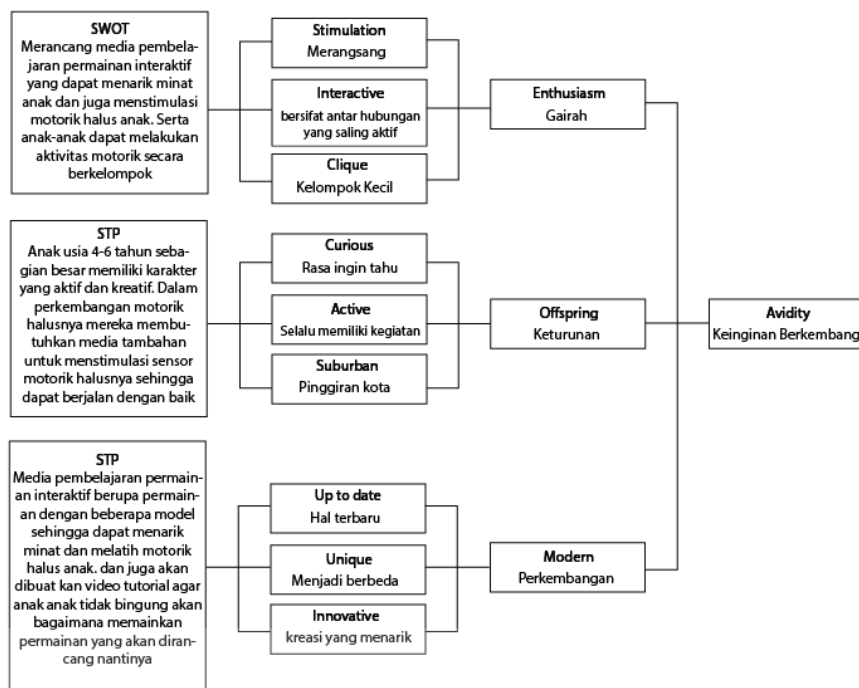 SWOT
Merancang media pembela-
jaran permainan interaktif
yang dapat menarik minat
anak dan juga menstimulasi
motorik halus anak. Serta
anak-anak dapat melakukan
aktivitas motorik secara
berkelompok
Stimulation
Merangsang
Interactive
bersifat antar hubungan
yang saling aktif
Clique
Kelompok Kecil
Enthusiasm
Gairah
STP
Anak usia 4-6 tahun seba-
gian besar memiliki karakter
yang aktif dan kreatif. Dalam
perkembangan motorik
halusnya mereka membu-
tuhkan media tambahan
untuk menstimulasi sensor
motorik halusnya sehingga
dapat berjalan dengan baik
Curious
Rasa ingin tahu
Active
Selalu memiliki kegiatan
Suburban
Pinggiran kota
Offspring
Keturunan
Avidity
Keinginan Berkembang
STP
Media pembelajaran permain-
an interaktif berupa permain-
an dengan beberapa model
sehingga dapat menarik
minat dan melatih motorik
halus anak. dan juga akan
dibuat kan video tutorial agar
anak anak tidak bingung akan
bagaimana memainkan
permainan yang akan diran-
cang nantinya
Up to date
Hal terbaru
Unique
Menjadi berbeda
Innovative
kreasi yang menarik
Modern
Perkembangan